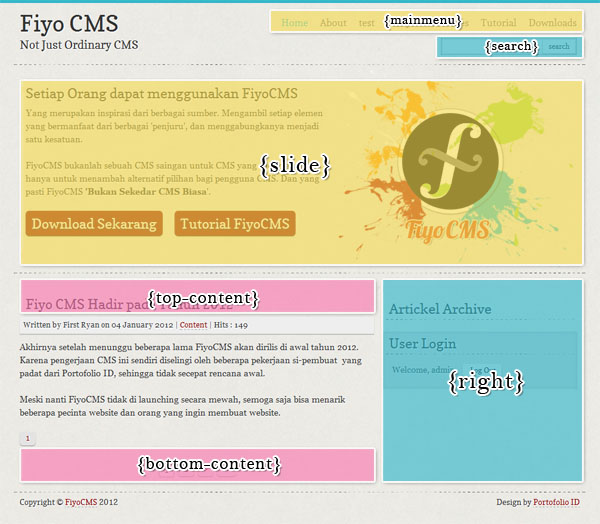 Fiyo CMS
Not Just Ordinary CMS
Home About test {mainmenu} es Tutorial Downloads
{search} search
Setiap Orang dapat menggunakan FiyoCMS
Yang merupakan inspirasi dari berbagai sumber. Mengambil setiap elemen
yang bermanfaat dari berbagai 'penjuru', dan menggabungkanya menjadi
satu kesatuan.
FiyoCMS bukanlah sebuah CMS saingan untuk CMS yang
hanya untuk menambah alternatif pilihan bagi pengguna CMS. Dan yang
pasti FiyoCMS 'Bukan Sekedar CMS Biasa'.
{slide}
Download Sekarang Tutorial FiyoCMS
FiyoCMS
Fiyo CMS Hadir pada Tahun 2012
{top-content}
Written by First Ryan on 04 January 2012 | Content | Hits : 149
Akhirnya setelah menunggu beberapa lama FiyoCMS akan dirilis di awal tahun 2012.
Karena pengerjaan CMS ini sendiri diselingi oleh beberapa pekerjaan si-pembuat yang
padat dari Portofolio ID, sehingga tidak secepat rencana awal.
Meski nanti FiyoCMS tidak di launching secara mewah, semoga saja bisa menarik
beberapa pecinta website dan orang yang ingin membuat website.
1
{bottom-content}
Artickel Archive
User Login
Welcome, admin
{right}
Copyright © FiyoCMS 2012
Design by Portofolio ID